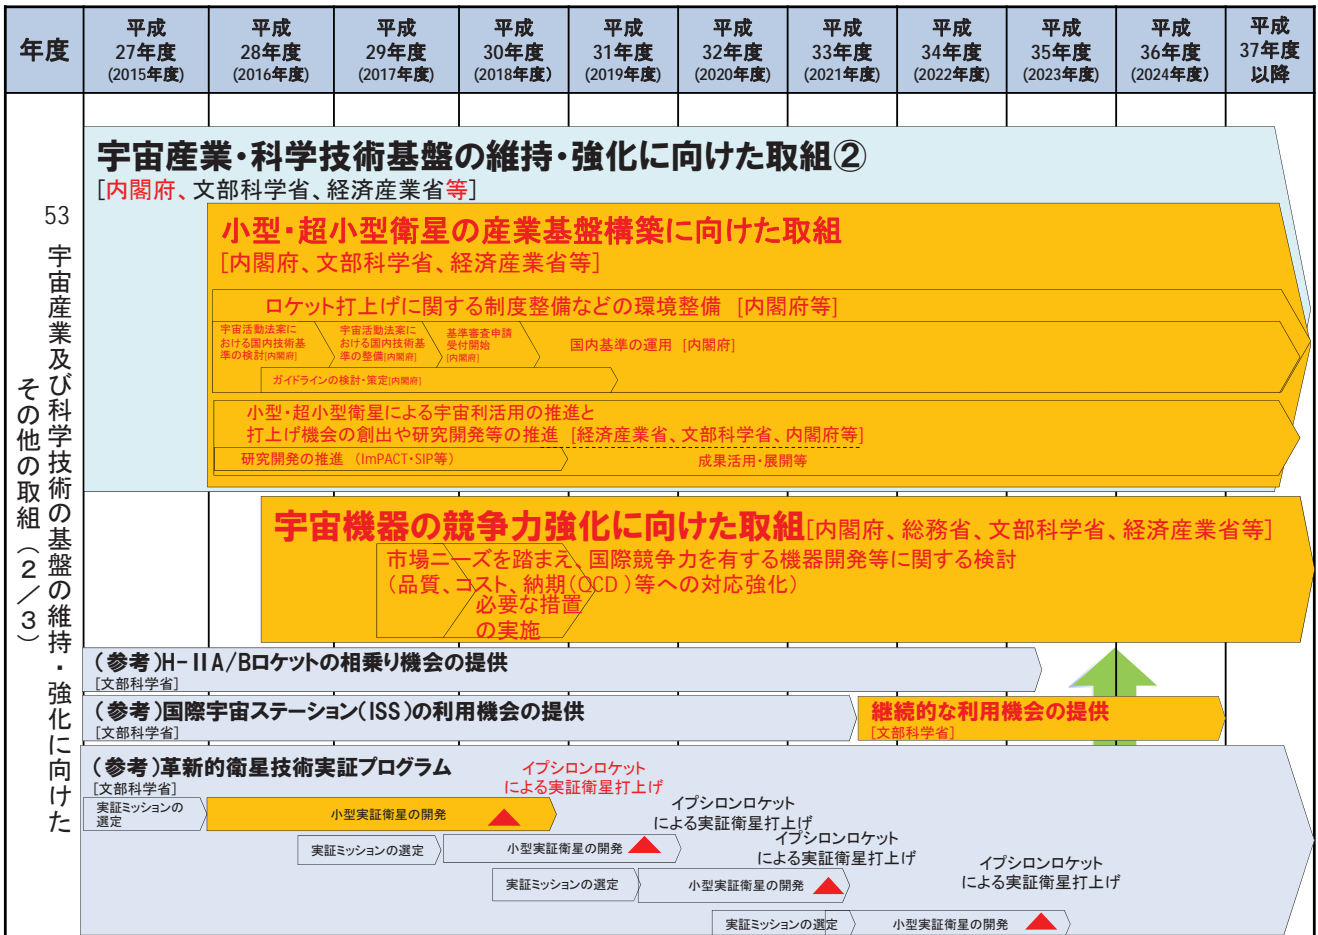 年度
平成
27年度
(2015年度)
平成
28年度
(2016年度)
平成
29年度
(2017年度)
平成
30年度
(2018年度)
平成
31年度
(2019年度)
平成
32年度
(2020年度)
平成
33年度
(2021年度)
平成
34年度
(2022年度)
平成
35年度
(2023年度)
平成
36年度
(2024年度)
平成
37年度
以降
53 宇宙産業及び科学技術の基盤の維持・強化に向けた
その他の取組(2/3)
宇宙産業・科学技術基盤の維持・強化に向けた取組②
[内閣府、文部科学省、経済産業省等]
小型・超小型衛星の産業基盤構築に向けた取組
[内閣府、文部科学省、経済産業省等]
ロケット打上げに関する制度整備などの環境整備 [内閣府等]
宇宙活動法案に
おける国内技術基
準の検討[内閣府]
宇宙活動法案に
おける国内技術基
準の整備[内閣府]
基準審査申請
受付開始
[内閣府]
国内基準の運用 [内閣府]
ガイドラインの検討・策定[内閣府]
小型・超小型衛星による宇宙利活用の推進と
打上げ機会の創出や研究開発等の推進 [経済産業省、文部科学省、内閣府等]
研究開発の推進 (ImPACT・SIP等)
成果活用・展開等
宇宙機器の競争力強化に向けた取組[内閣府、総務省、文部科学省、経済産業省等]
市場ニーズを踏まえ、国際競争力を有する機器開発等に関する検討
(品質、コスト、納期(QCD)等への対応強化)
必要な措置
の実施
(参考)H-IIA/Bロケットの相乗り機会の提供
[文部科学省]
(参考)国際宇宙ステーション(ISS)の利用機会の提供
[文部科学省]
継続的な利用機会の提供
[文部科学省]
(参考)革新的衛星技術実証プログラム
[文部科学省]
イプシロンロケット
による実証衛星打上げ
実証ミッションの
選定
小型実証衛星の開発
イプシロンロケット
による実証衛星打上げ
実証ミッションの選定
小型実証衛星の開発
イプシロンロケット
による実証衛星打上げ
実証ミッションの選定
小型実証衛星の開発
イプシロンロケット
による実証衛星打上げ
実証ミッションの選定
小型実証衛星の開発